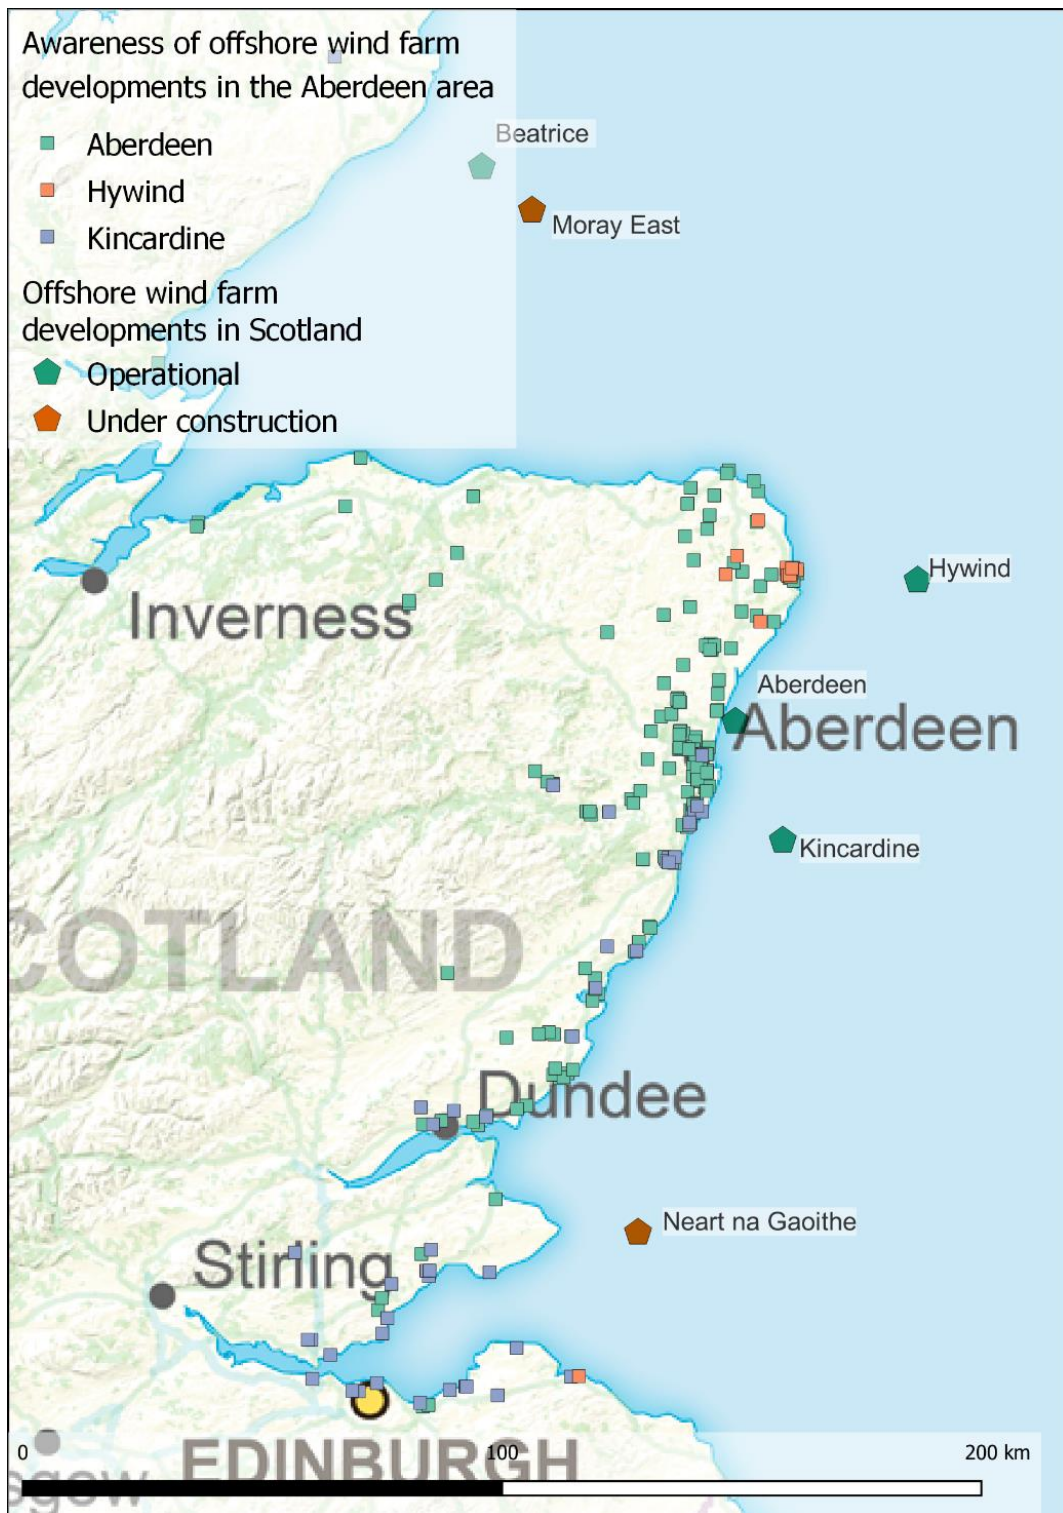 Awareness of offshore wind farm
developments in the Aberdeen area
Aberdeen
Hywind
Kincardine
Offshore wind farm
developments in Scotland
Operational
Under construction
Beatrice
Moray East
Inverness
Hywind
Aberdeen
Aberdeen
Kincardine
COTLAND
Dundee
Neart na Gaoithe
Stirling
EDINBURGH
sgow
0 100 200 km